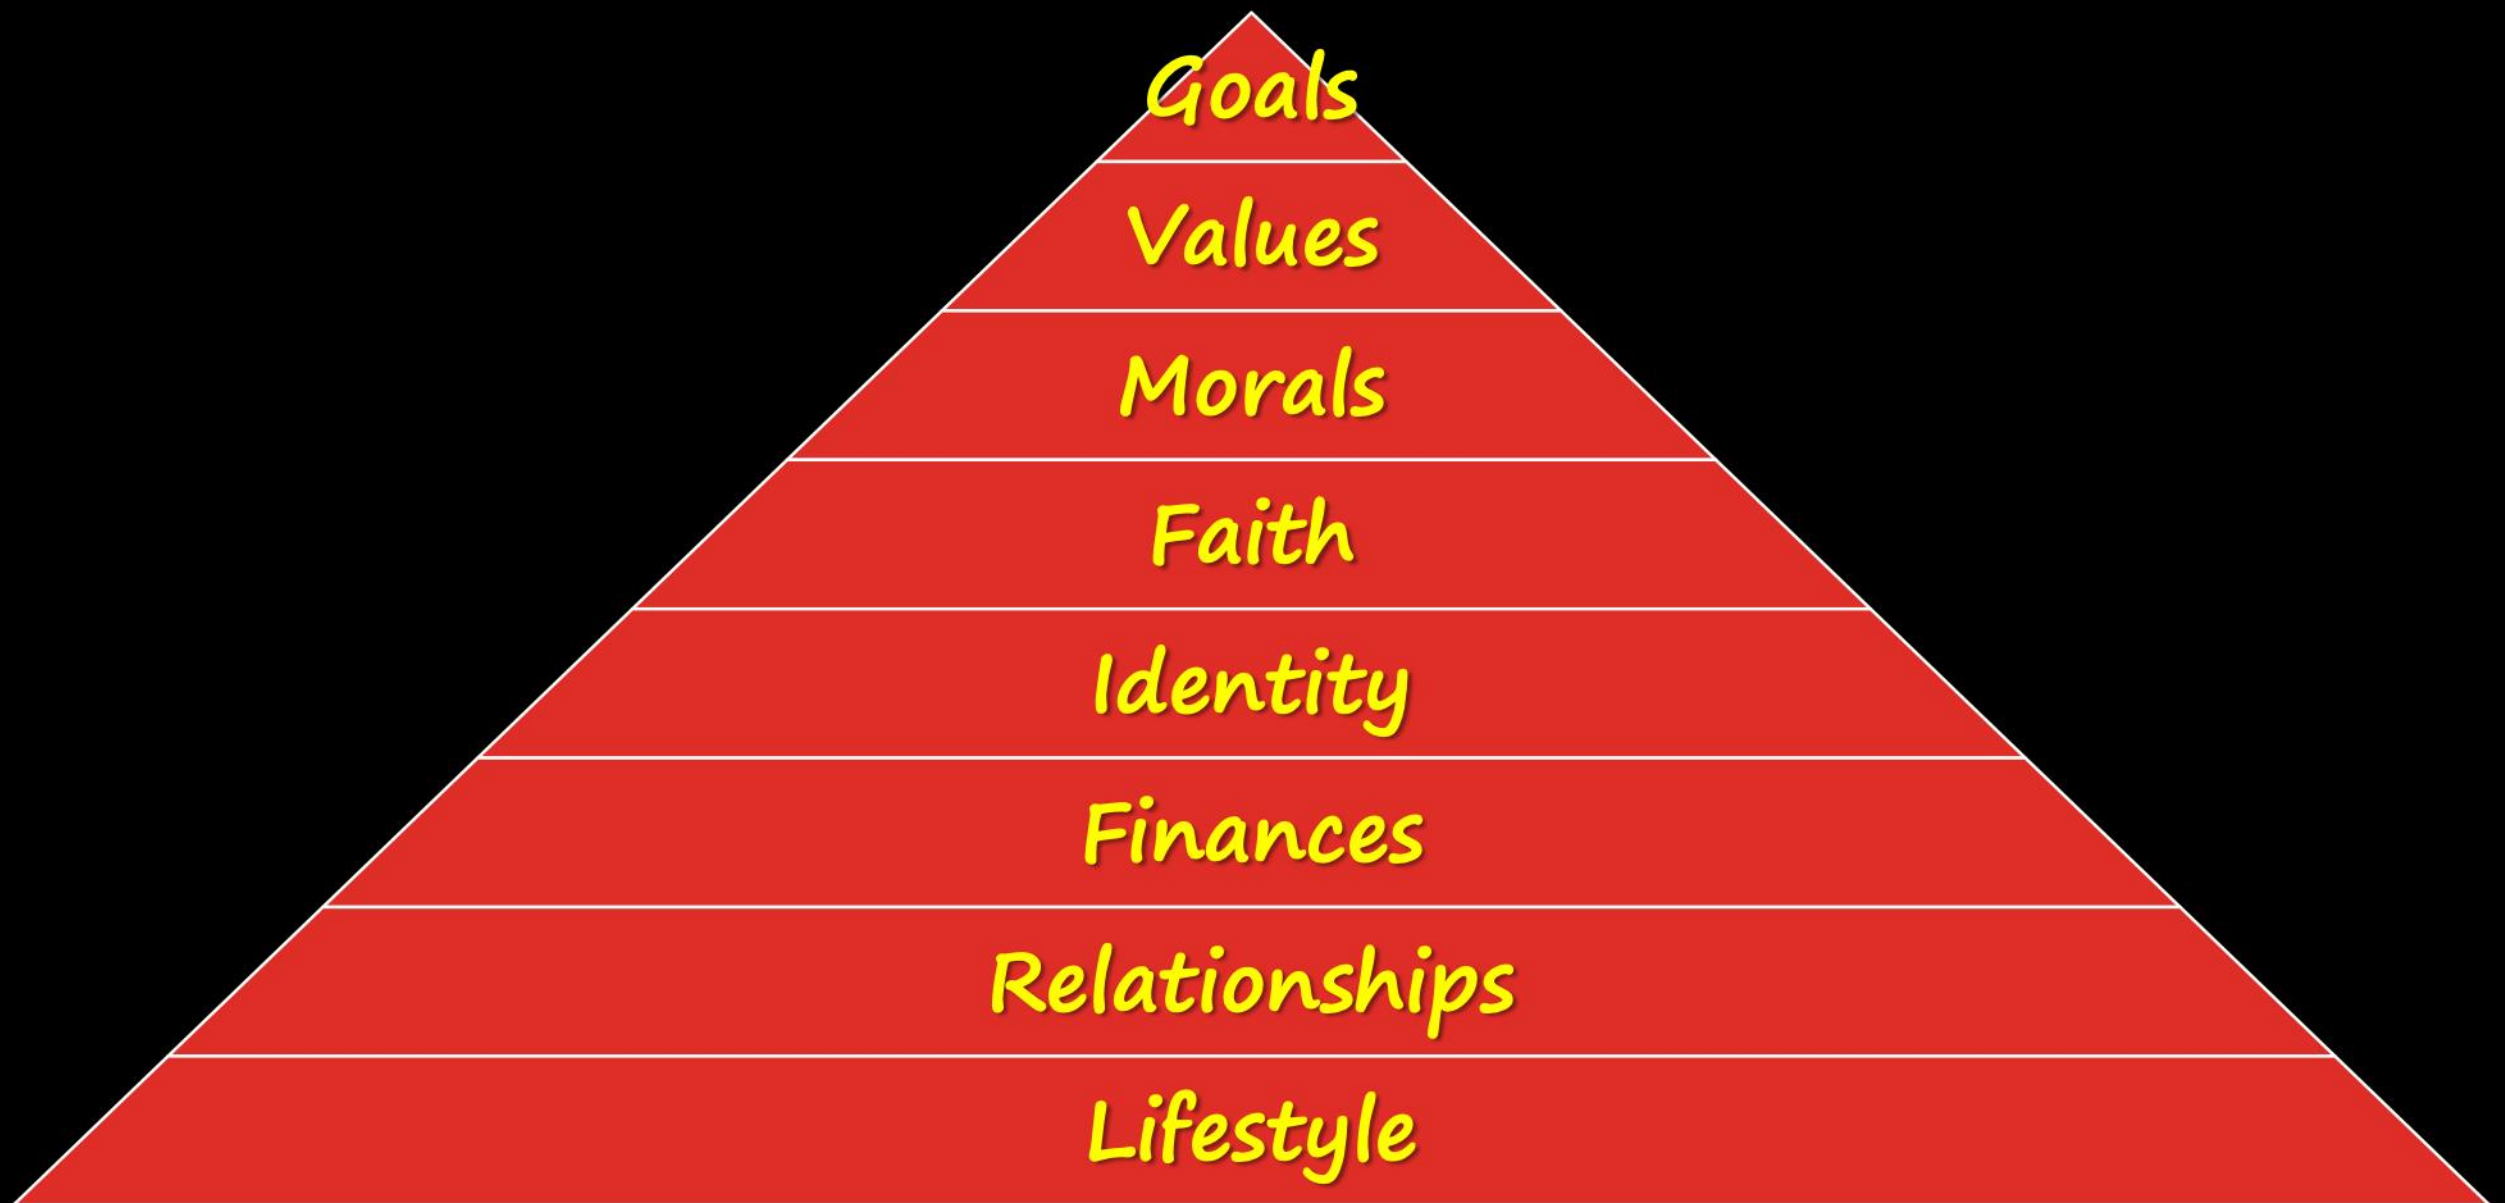 Goals
Values
Morals
Faith
Identity
Finances
Relationships
Lifestyle